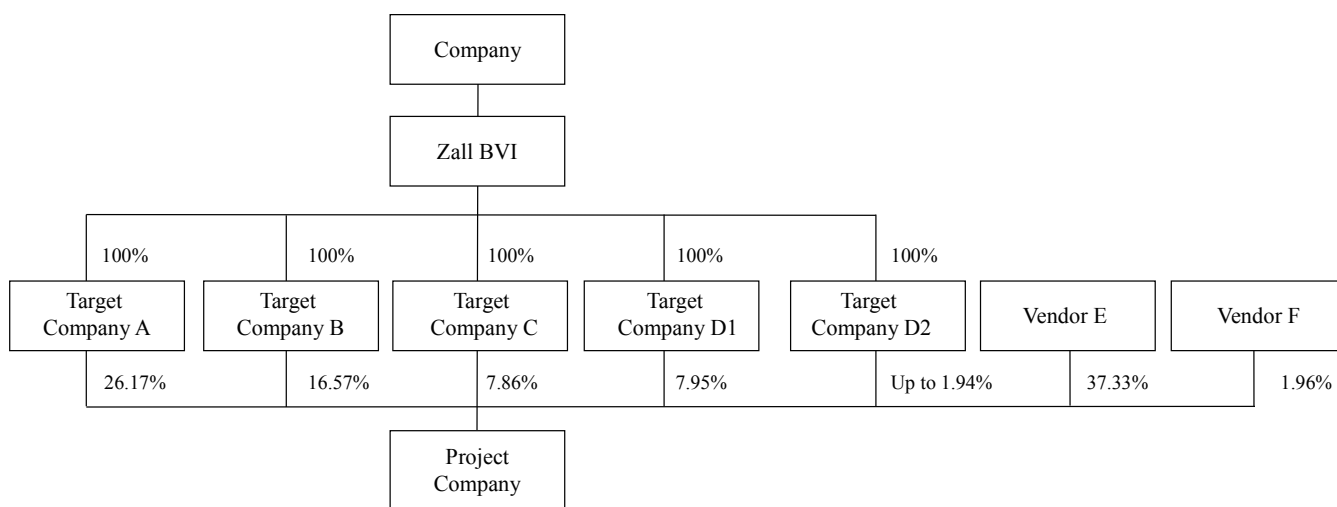 Company
Zall BVI
100%
100%
100%
100%
100%
Target
Company A
Target
Company B
Target
Company C
Target
Company D1
Target
Company D2
Vendor E
Vendor F
26.17%
16.57%
7.86%
7.95%
Up to 1.94%
37.33%
1.96%
Project
Company